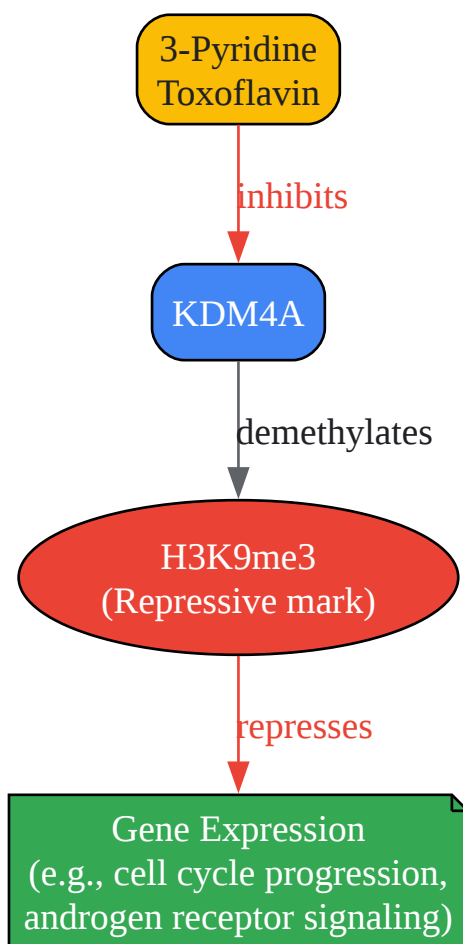 3-Pyridine
Toxoflavin
inhibits
KDM4A
demethylates
H3K9me3
(Repressive mark)
represses
Gene Expression
(e.g., cell cycle progression,
androgen receptor signaling)